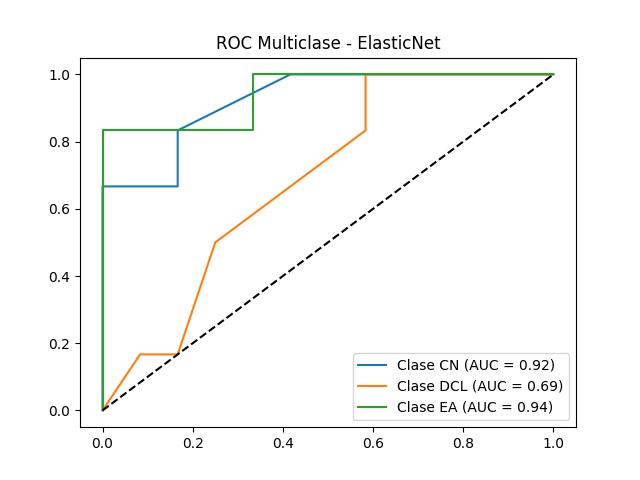 ROC Multiclase - ElasticNet
1.0
0.8
0.6
0.4
0.2
0.0
0.0 0.2 0.4 0.6 0.8 1.0
Clase CN (AUC = 0.92)
Clase DCL (AUC = 0.69)
Clase EA (AUC = 0.94)